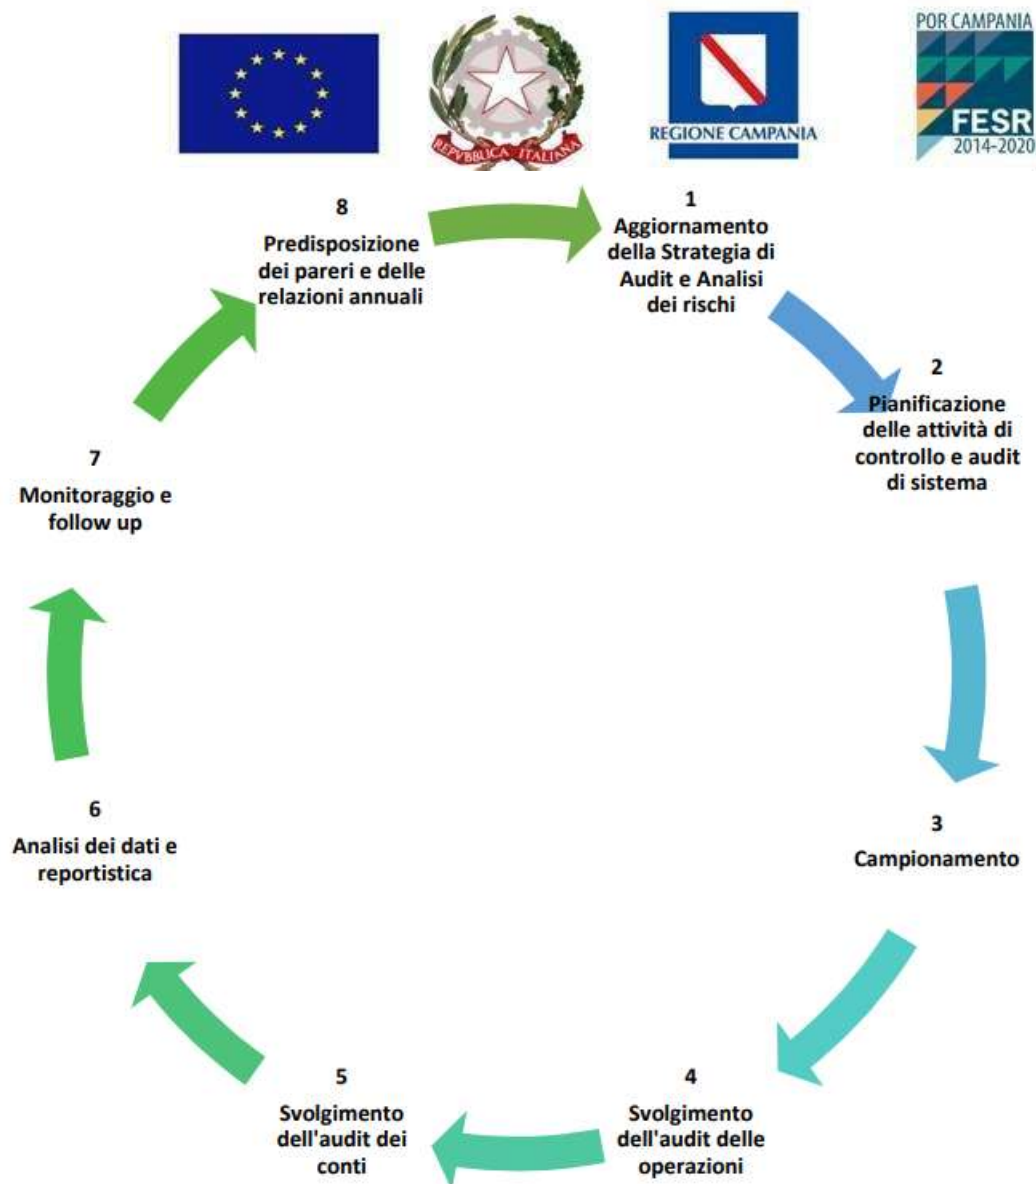 POR CAMPANIA
FESR
2014-2020
REPVBBLICA ITALIANA
REGIONE CAMPANIA
1
Aggiornamento
della Strategia di
Audit e Analisi
dei rischi
2
Pianificazione
delle attività di
controllo e audit
di sistema
3
Campionamento
4
Svolgimento
dell'audit delle
operazioni
5
Svolgimento
dell'audit dei
conti
6
Analisi dei dati e
reportistica
7
Monitoraggio e
follow up
8
Predisposizione
dei pareri e delle
relazioni annuali